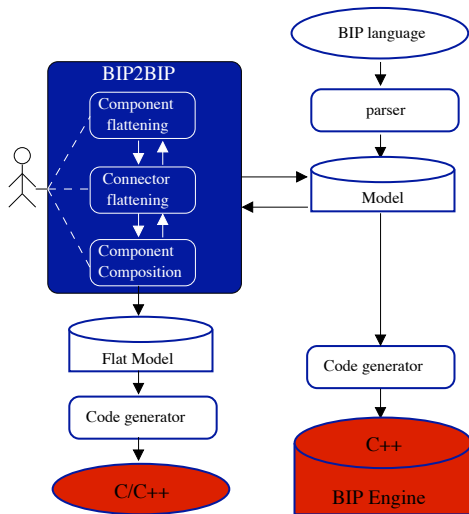 BIP language
BIP2BIP
Component
flattening
parser
Connector
flattening
Model
Component
Composition
Flat Model
Code generator
Code generator
C++
C/C++
BIP Engine